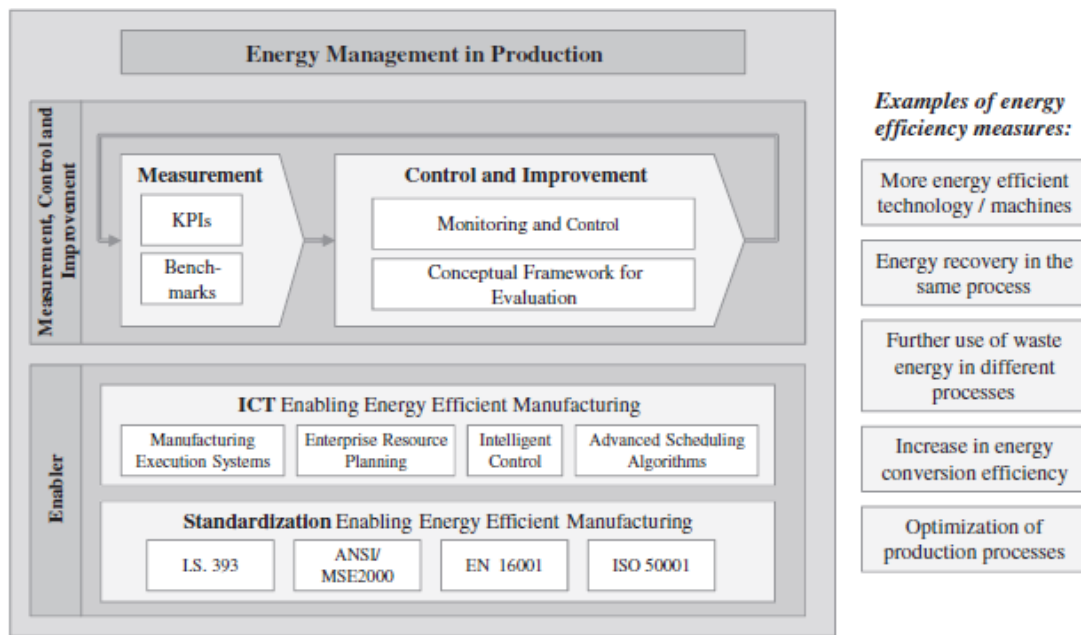 Energy Management in Production
Measurement, Control and
Improvement
Measurement
KPIs
Bench-
marks
Control and Improvement
Monitoring and Control
Conceptual Framework for
Evaluation
Enabler
ICT Enabling Energy Efficient Manufacturing
Manufacturing
Execution Systems
Enterprise Resource
Planning
Intelligent
Control
Advanced Scheduling
Algorithms
Standardization Enabling Energy Efficient Manufacturing
I.S. 393
ANSI/
MSE2000
EN 16001
ISO 50001
Examples of energy
efficiency measures:
More energy efficient
technology / machines
Energy recovery in the
same process
Further use of waste
energy in different
processes
Increase in energy
conversion efficiency
Optimization of
production processes